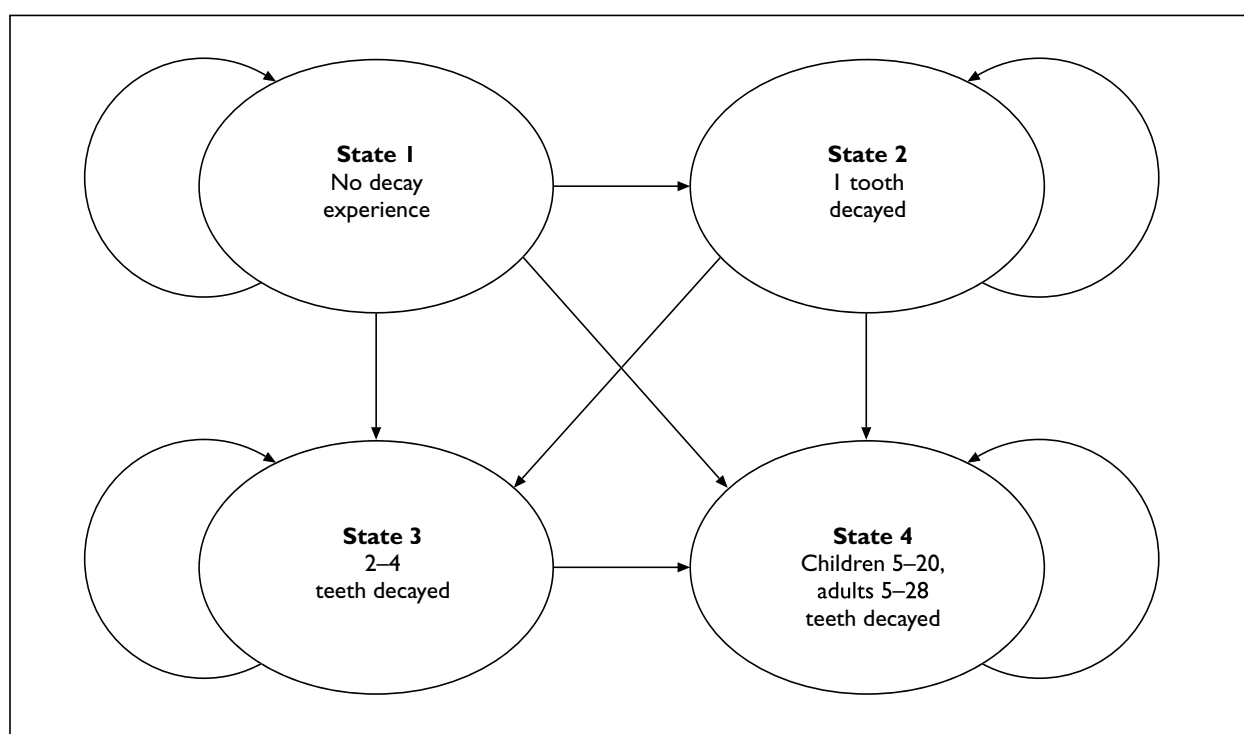 State 1
No decay
experience
State 2
1 tooth
decayed
State 3
2–4
teeth decayed
State 4
Children 5–20,
adults 5–28
teeth decayed